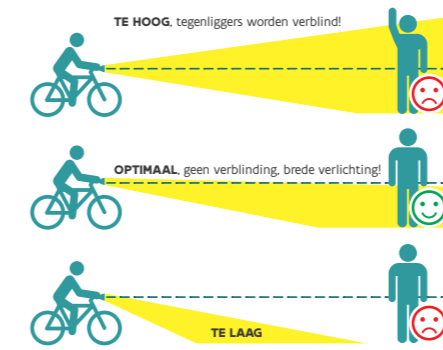 TE HOOG, tegenliggers worden verblind!
OPTIMAAL, geen verblinding, brede verlichting!
TE LAAG